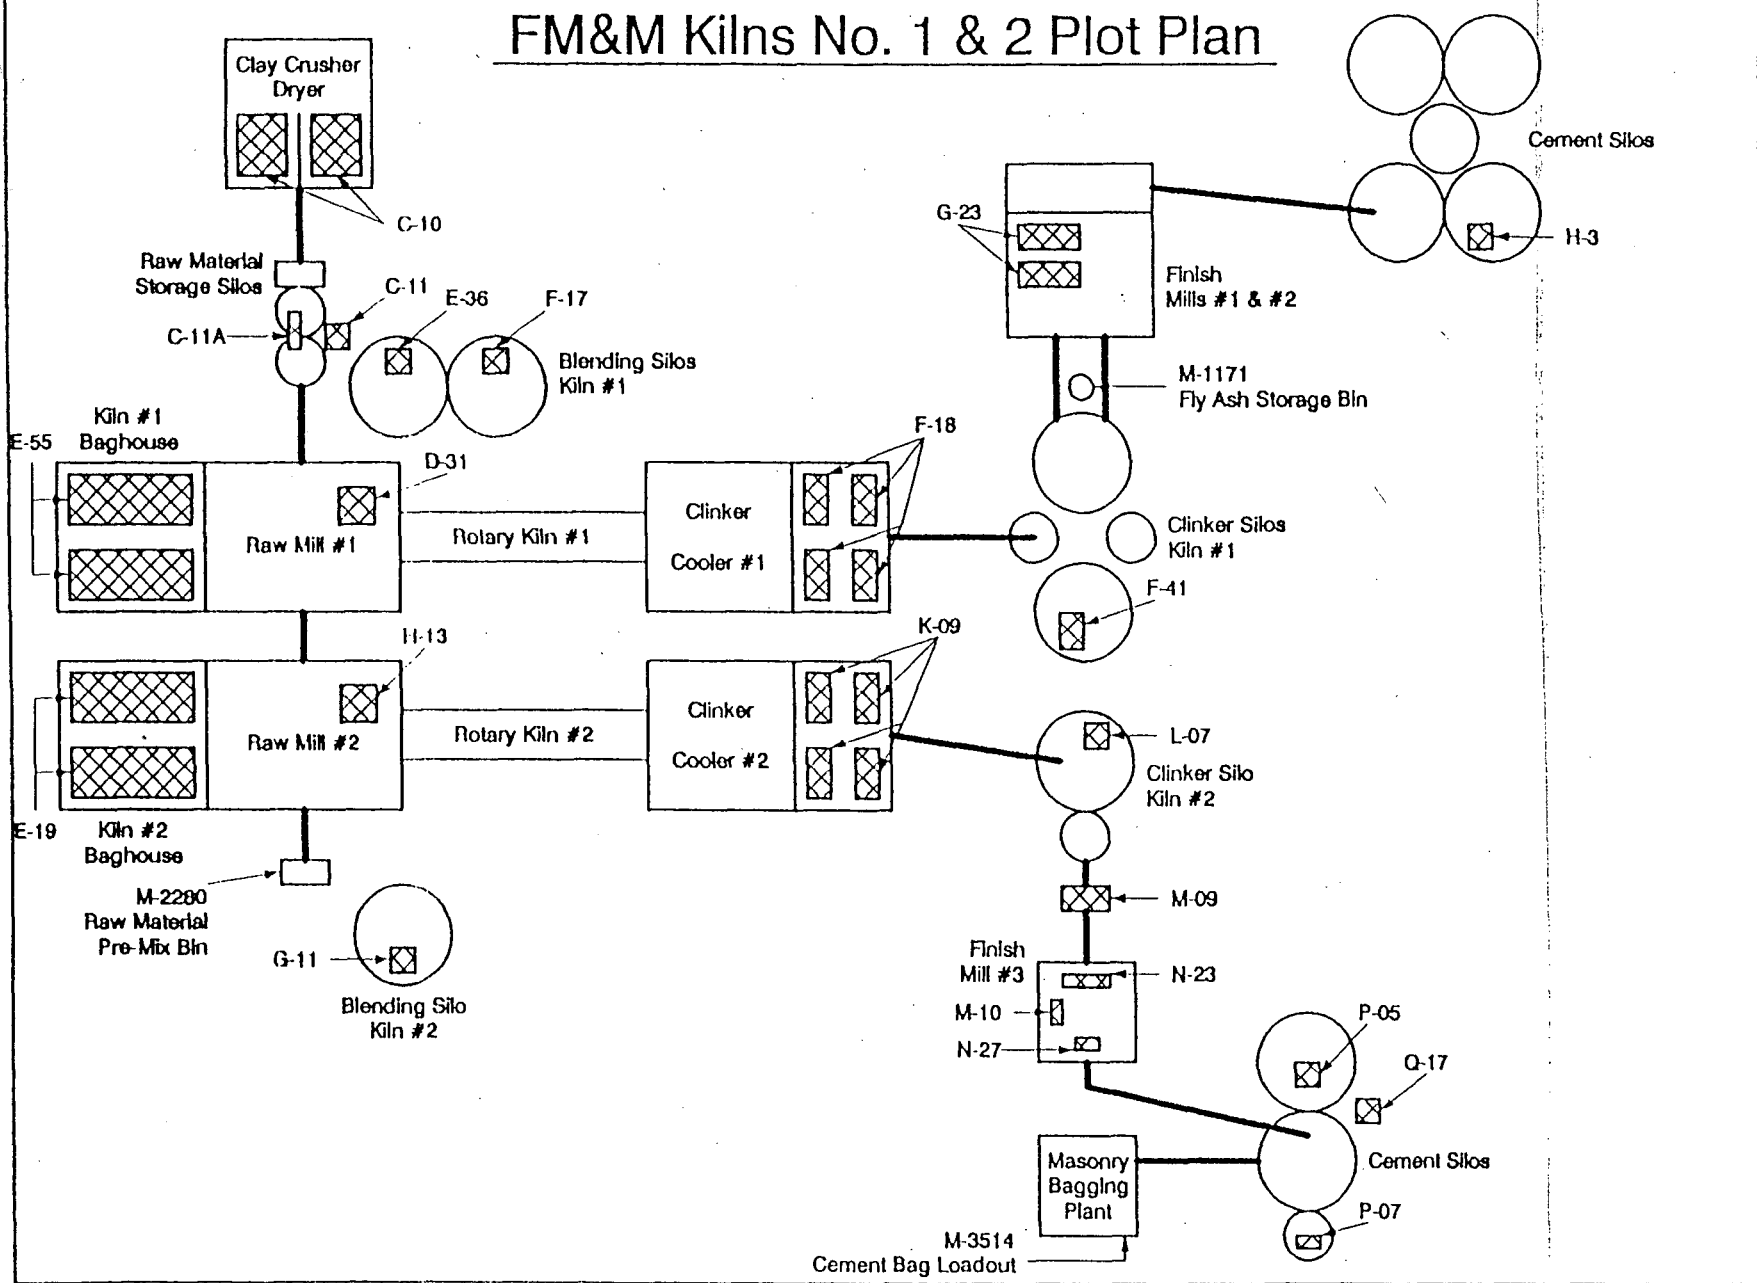 FM&M Kilns No. 1 & 2 Plot Plan
Clay Crusher
Dryer
C-10
Cement Silos
G-23
H-3
Raw Material
Storage Silos
C-11
E-36
F-17
Finish
Mills #1 & #2
C-11A
Blending Silos
Kiln #1
M-1171
Fly Ash Storage Bin
Kiln #1
Baghouse
E-55
D-31
F-18
Raw Mill #1
Rotary Kiln #1
Clinker
Cooler #1
Clinker Silos
Kiln #1
F-41
H-13
K-09
Raw Mill #2
Rotary Kiln #2
Clinker
Cooler #2
L-07
Clinker Silo
Kiln #2
E-19
Kiln #2
Baghouse
M-2280
Raw Material
Pre-Mix Bin
M-09
G-11
Blending Silo
Kiln #2
Finish
Mill #3
N-23
M-10
N-27
P-05
Q-17
Masonry
Bagging
Plant
Cement Silos
P-07
M-3514
Cement Bag Loadout